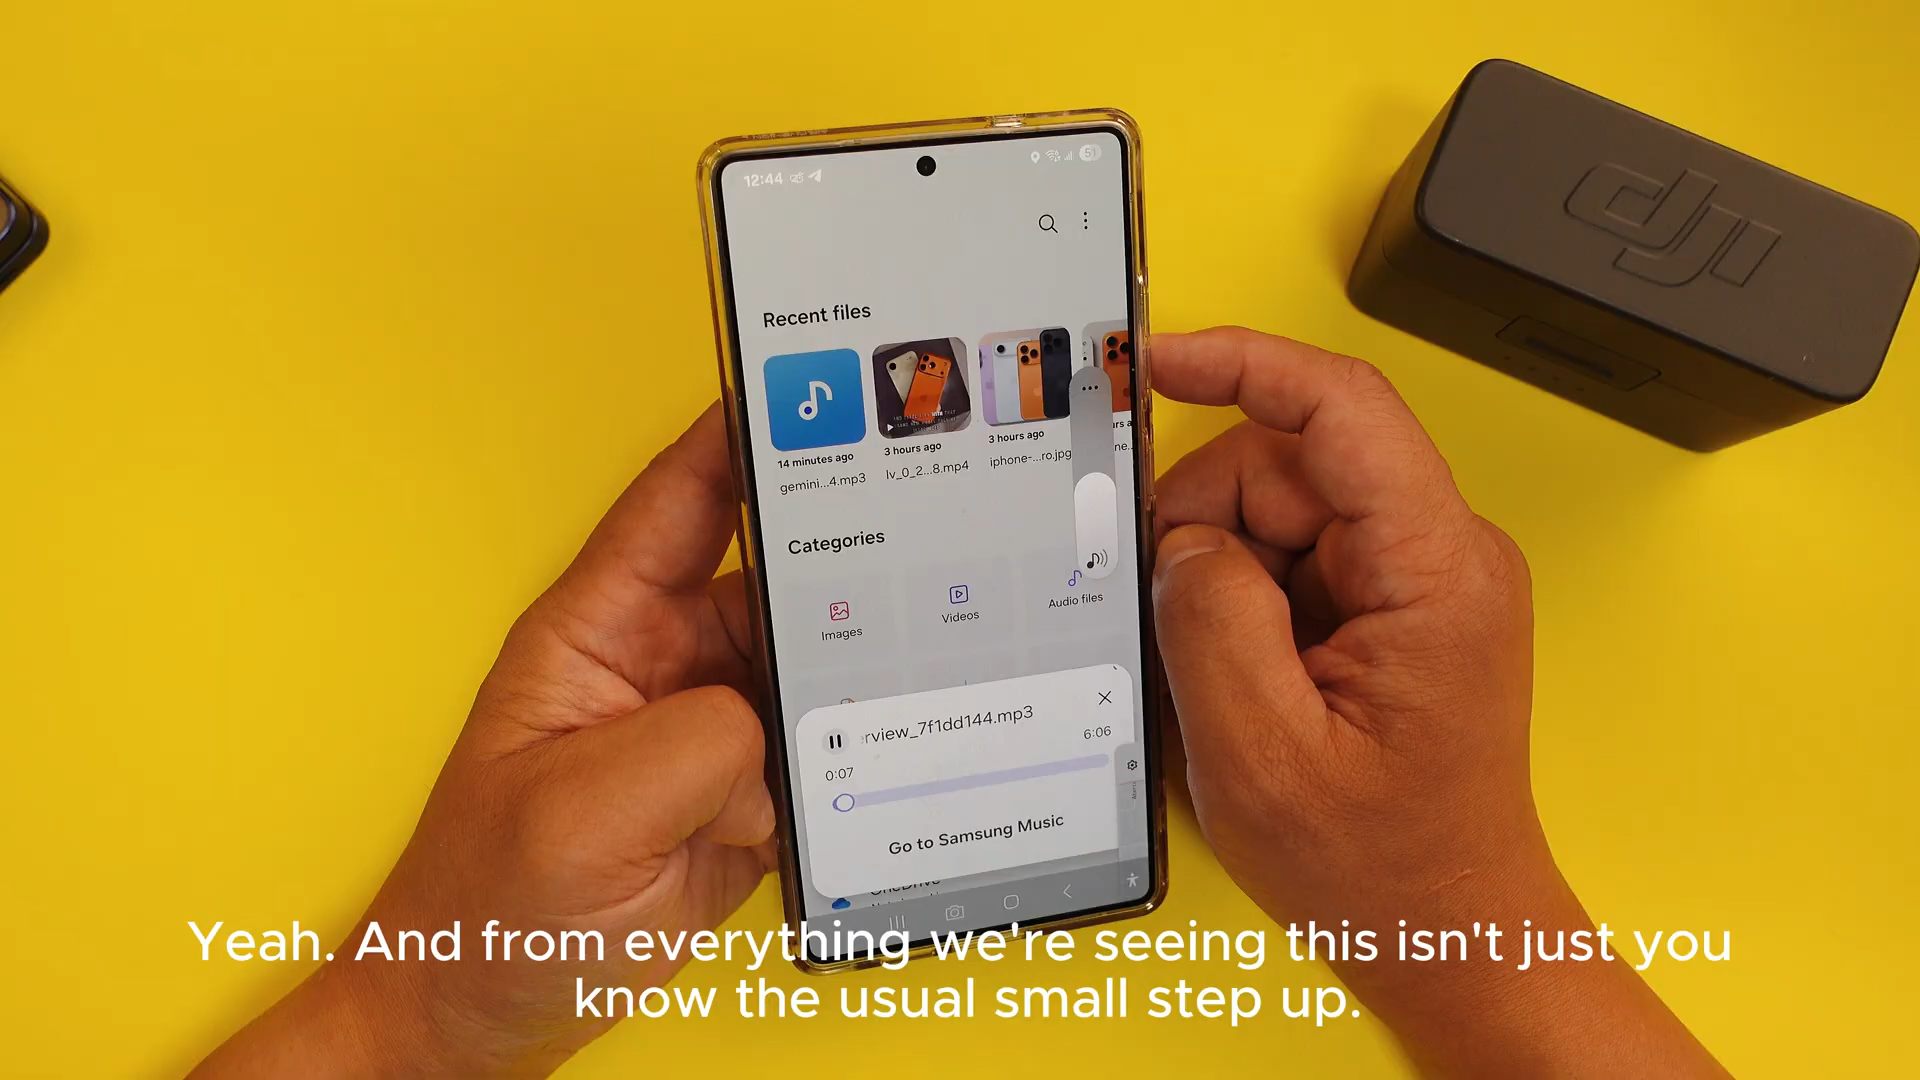 12:44
51
Recent files
14 minutes ago
gemini...4.mp3
3 hours ago
lv_0_2...8.mp4
3 hours ago
iphone-...ro.jpg
Categories
Images
Videos
Audio files
rview_7f1dd144.mp3
0:07
6:06
Go to Samsung Music
OneDrive
dji
Yeah. And from everything we're seeing this isn't just you
know the usual small step up.